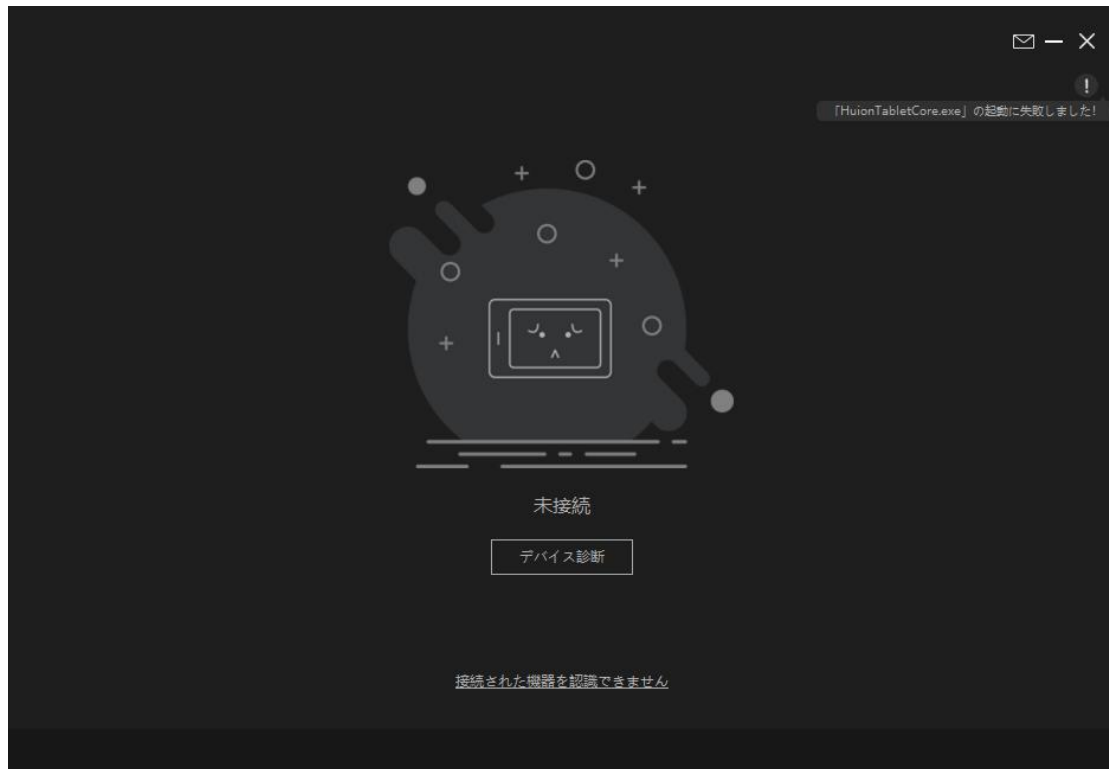 「HuionTabletCore.exe」の起動に失敗しました!
未接続
デバイス診断
接続された機器を認識できません